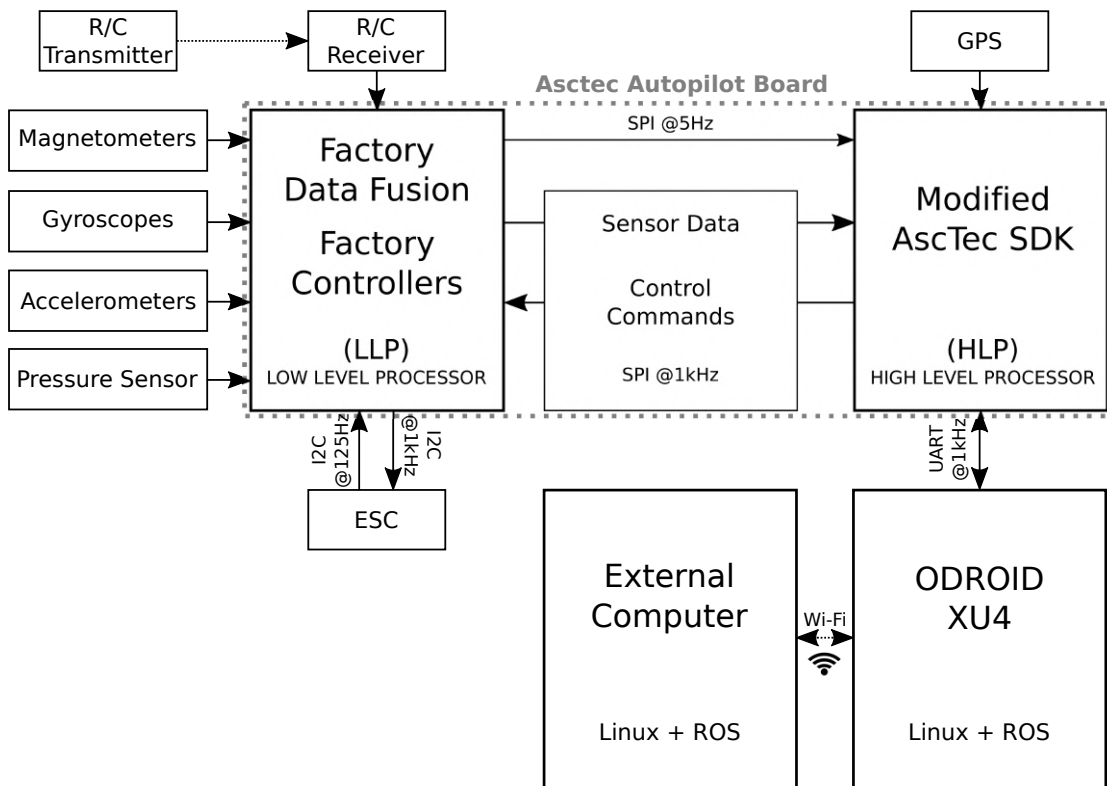 R/C
Transmitter
R/C
Receiver
GPS
Asctec Autopilot Board
Magnetometers
Gyroscopes
Accelerometers
Pressure Sensor
Factory
Data Fusion
Factory
Controllers
(LLP)
LOW LEVEL PROCESSOR
SPI @5Hz
Sensor Data
Control
Commands
SPI @1kHz
Modified
AscTec SDK
(HLP)
HIGH LEVEL PROCESSOR
I2C
@125Hz
I2C
@1kHz
UART
@1kHz
ESC
External
Computer
Linux + ROS
Wi-Fi
ODROID
XU4
Linux + ROS